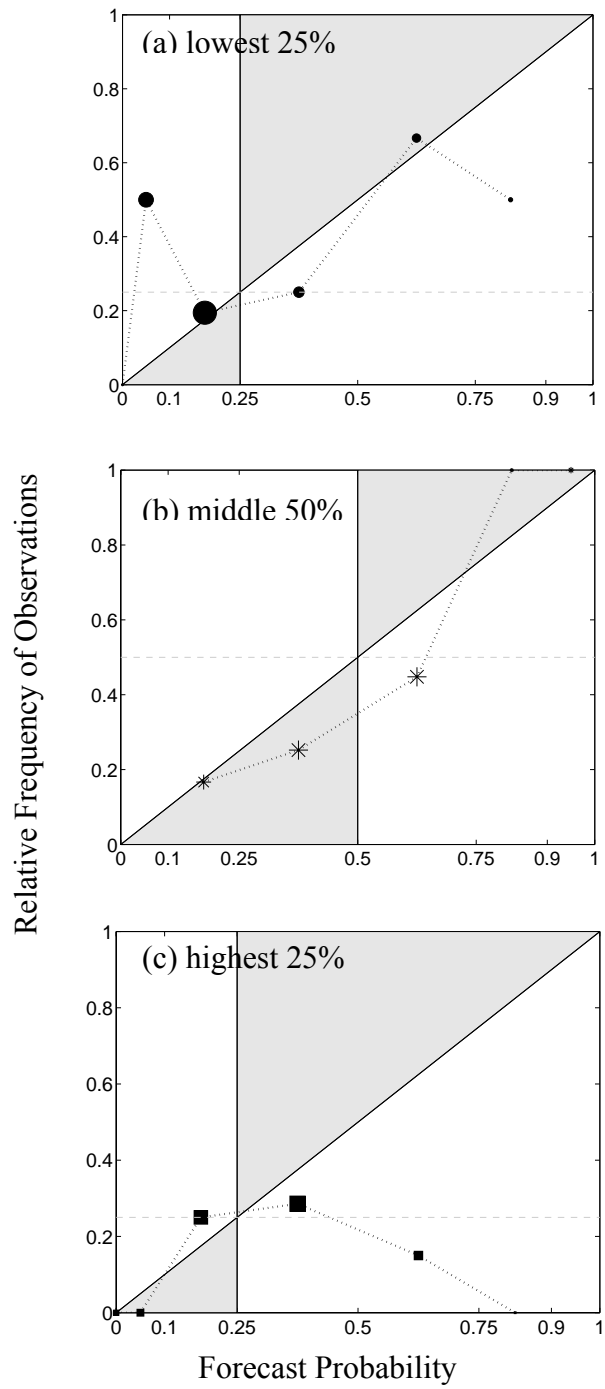 Relative Frequency of Observations
(a) lowest 25%
1
0.8
0.6
0.4
0.2
0
0 0.1 0.25 0.5 0.75 0.9 1
(b) middle 50%
1
0.8
0.6
0.4
0.2
0
0 0.1 0.25 0.5 0.75 0.9 1
(c) highest 25%
1
0.8
0.6
0.4
0.2
0
0 0.1 0.25 0.5 0.75 0.9 1
Forecast Probability